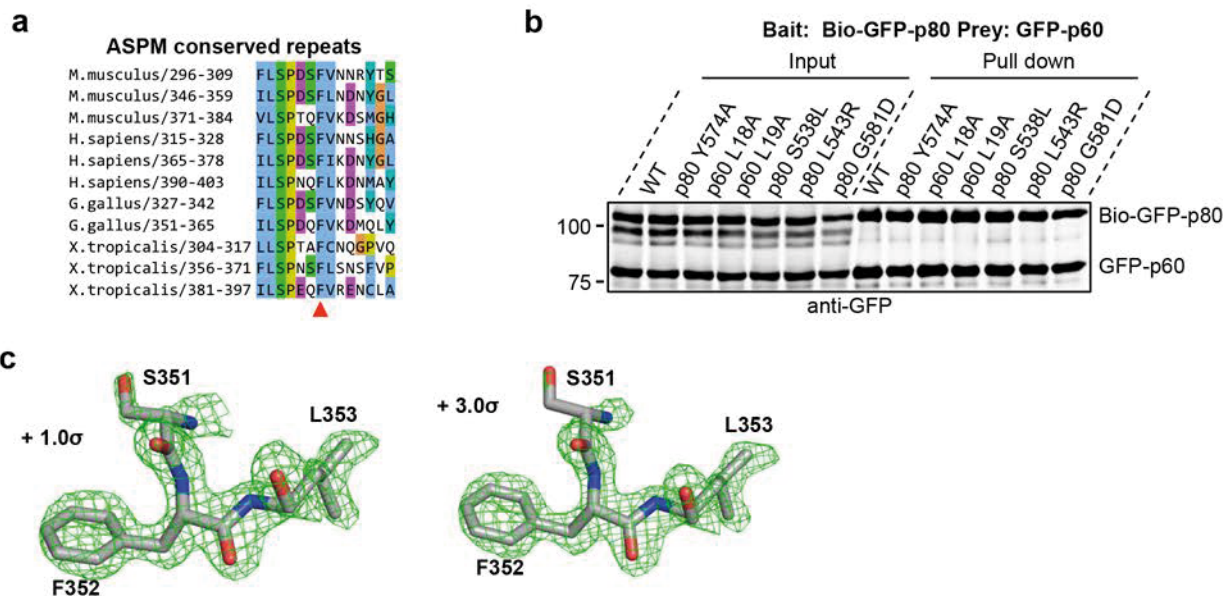 a
ASPM conserved repeats
M.musculus/296-309 FLSPDSFVNNRYTS
M.musculus/346-359 ILSPDSFVNDNYGL
M.musculus/371-384 VLSPTQFVKDSMGH
H.sapiens/315-328 FLSPDSFVNNSHGA
H.sapiens/365-378 ILSPDSFIKDNYGL
H.sapiens/390-403 ILSPNQFLKDNMAY
G.gallus/327-342 FLSPDSFVNDSYQV
G.gallus/351-365 ILSPDQFVKDMQLY
X.tropicalis/304-317 LLSPTAFCNQGPVQ
X.tropicalis/356-371 FLSPNSFLSNSFVP
X.tropicalis/381-397 ILSPEQFVRENCLA
b
Bait: Bio-GFP-p80 Prey: GFP-p60
Input Pull down
WT
p80 Y574A
p60 L18A
p60 L19A
p80 S538L
p80 L543R
p80 G581D
WT
p80 Y574A
p60 L18A
p60 L19A
p80 S538L
p80 L543R
p80 G581D
100
75
Bio-GFP-p80
GFP-p60
anti-GFP
c
+ 1.0σ
S351
L353
F352
+ 3.0σ
S351
L353
F352